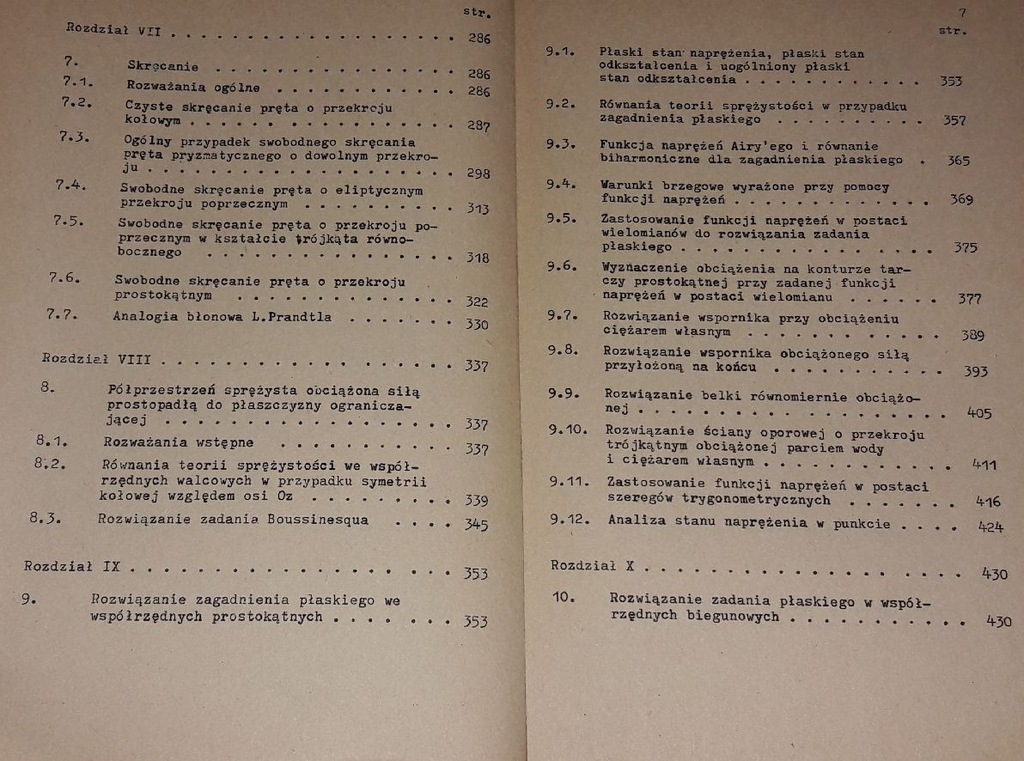 str.
Rozdział VII . . . . . . . . . . . . . . . . . . 286
7. Skręcanie . . . . . . . . . . . . . . . 286
7.1. Rozważania ogólne . . . . . . . . . . . . 286
7.2. Czyste skręcanie pręta o przekroju
kołowym . . . . . . . . . . . . . . . . 287
7.3. Ogólny przypadek swobodnego skręcania
pręta pryzmatycznego o dowolnym przekro-
ju . . . . . . . . . . . . . . . . . . 298
7.4. Swobodne skręcanie pręta o eliptycznym
przekroju poprzecznym . . . . . . . . . . 313
7.5. Swobodne skręcanie pręta o przekroju po-
przecznym w kształcie trójkąta równo-
bocznego . . . . . . . . . . . . . . . 318
7.6. Swobodne skręcanie pręta o przekroju
prostokątnym . . . . . . . . . . . . . 322
7.7. Analogia błonowa L.Prandtla . . . . . . . 330
Rozdział VIII . . . . . . . . . . . . . . . . . 337
8. Półprzestrzeń sprężysta obciążona siłą
prostopadłą do płaszczyzny ogranicza-
jącej . . . . . . . . . . . . . . . . . 337
8.1. Rozważania wstępne . . . . . . . . . . 337
8.2. Równania teorii sprężystości we współ-
rzędnych walcowych w przypadku symetrii
kołowej względem osi Oz . . . . . . . . 339
8.3. Rozwiązanie zadania Boussinesqua . . . . 345
Rozdział IX . . . . . . . . . . . . . . . . . . 353
9. Rozwiązanie zagadnienia płaskiego we
współrzędnych prostokątnych . . . . . . . 353
7
str.
9.1. Płaski stan naprężenia, płaski stan
odkształcenia i uogólniony płaski
stan odkształcenia . . . . . . . . . . . . 353
9.2. Równania teorii sprężystości w przypadku
zagadnienia płaskiego . . . . . . . . . . 357
9.3. Funkcja naprężeń Airy'ego i równanie
biharmoniczne dla zagadnienia płaskiego . 365
9.4. Warunki brzegowe wyrażone przy pomocy
funkcji naprężeń . . . . . . . . . . . . . 369
9.5. Zastosowanie funkcji naprężeń w postaci
wielomianów do rozwiązania zadania
płaskiego . . . . . . . . . . . . . . . . 375
9.6. Wyznaczenie obciążenia na konturze tar-
czy prostokątnej przy zadanej funkcji
naprężeń w postaci wielomianu . . . . . . 377
9.7. Rozwiązanie wspornika przy obciążeniu
ciężarem własnym . . . . . . . . . . . . 389
9.8. Rozwiązanie wspornika obciążonego siłą
przyłożoną na końcu . . . . . . . . . . . 393
9.9. Rozwiązanie belki równomiernie obciążo-
nej . . . . . . . . . . . . . . . . . . . 405
9.10. Rozwiązanie ściany oporowej o przekroju
trójkątnym obciążonej parciem wody
i ciężarem własnym . . . . . . . . . . . . 411
9.11. Zastosowanie funkcji naprężeń w postaci
szeregów trygonometrycznych . . . . . . . 416
9.12. Analiza stanu naprężenia w punkcie . . . . 424
Rozdział X . . . . . . . . . . . . . . . . . . . 430
10. Rozwiązanie zadania płaskiego w współ-
rzędnych biegunowych . . . . . . . . . . . 430